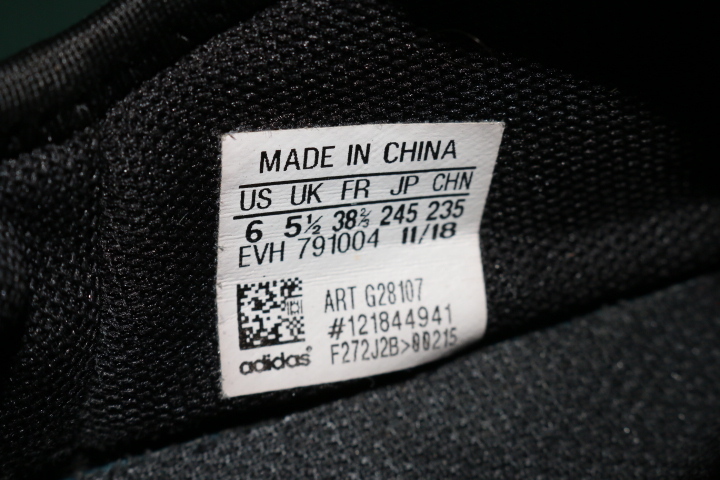 MADE IN CHINA
US UK FR JP CHN
6 5½ 38⅔ 245 235
EVH 791004 11/18
ART G28107
#121844941
F272J2B>00215
adidas®